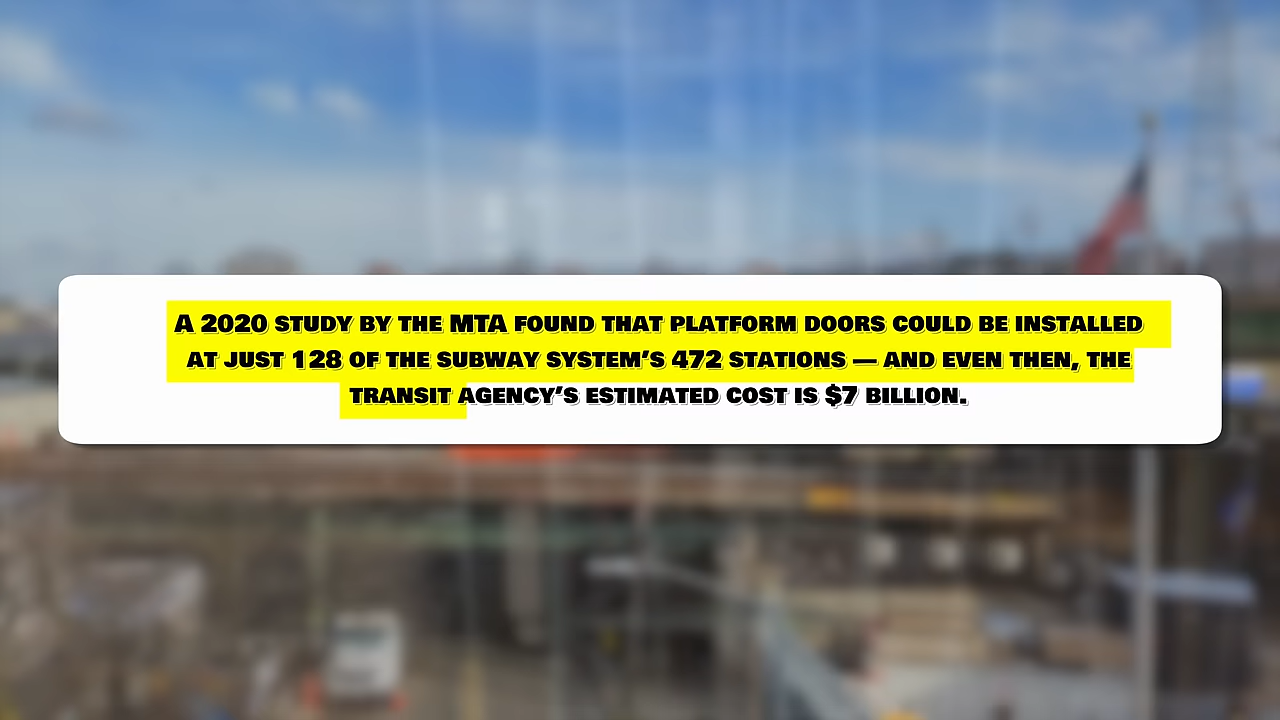 A 2020 STUDY BY THE MTA FOUND THAT PLATFORM DOORS COULD BE INSTALLED
AT JUST 128 OF THE SUBWAY SYSTEM'S 472 STATIONS — AND EVEN THEN, THE
TRANSIT AGENCY'S ESTIMATED COST IS $7 BILLION.